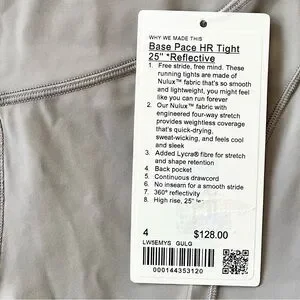 WHY WE MADE THIS
Base Pace HR Tight
25" *Reflective
1. Free stride, free mind. These
running tights are made of
Nulux™ fabric that's so smooth
and lightweight, you might feel
like you can run forever
2. Our Nulux™ fabric with
engineered four-way stretch
provides weightless coverage
that's quick-drying,
sweat-wicking, and feels cool
and sleek
3. Added Lycra® fibre for stretch
and shape retention
4. Back pocket
5. Continuous drawcord
6. No inseam for a smooth stride
7. 360° reflectivity
8. High rise, 25"
4 $128.00
LW5EMYS GULG
000144353120